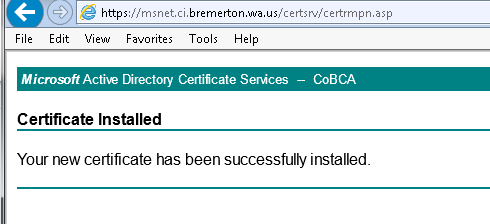 https://msnet.ci.bremerton.wa.us/certsrv/certrmpn.asp
File View Favorites Tools Help
Microsoft Active Directory Certificate Services – CoBCA
Certificate Installed
Your new certificate has been successfully installed.